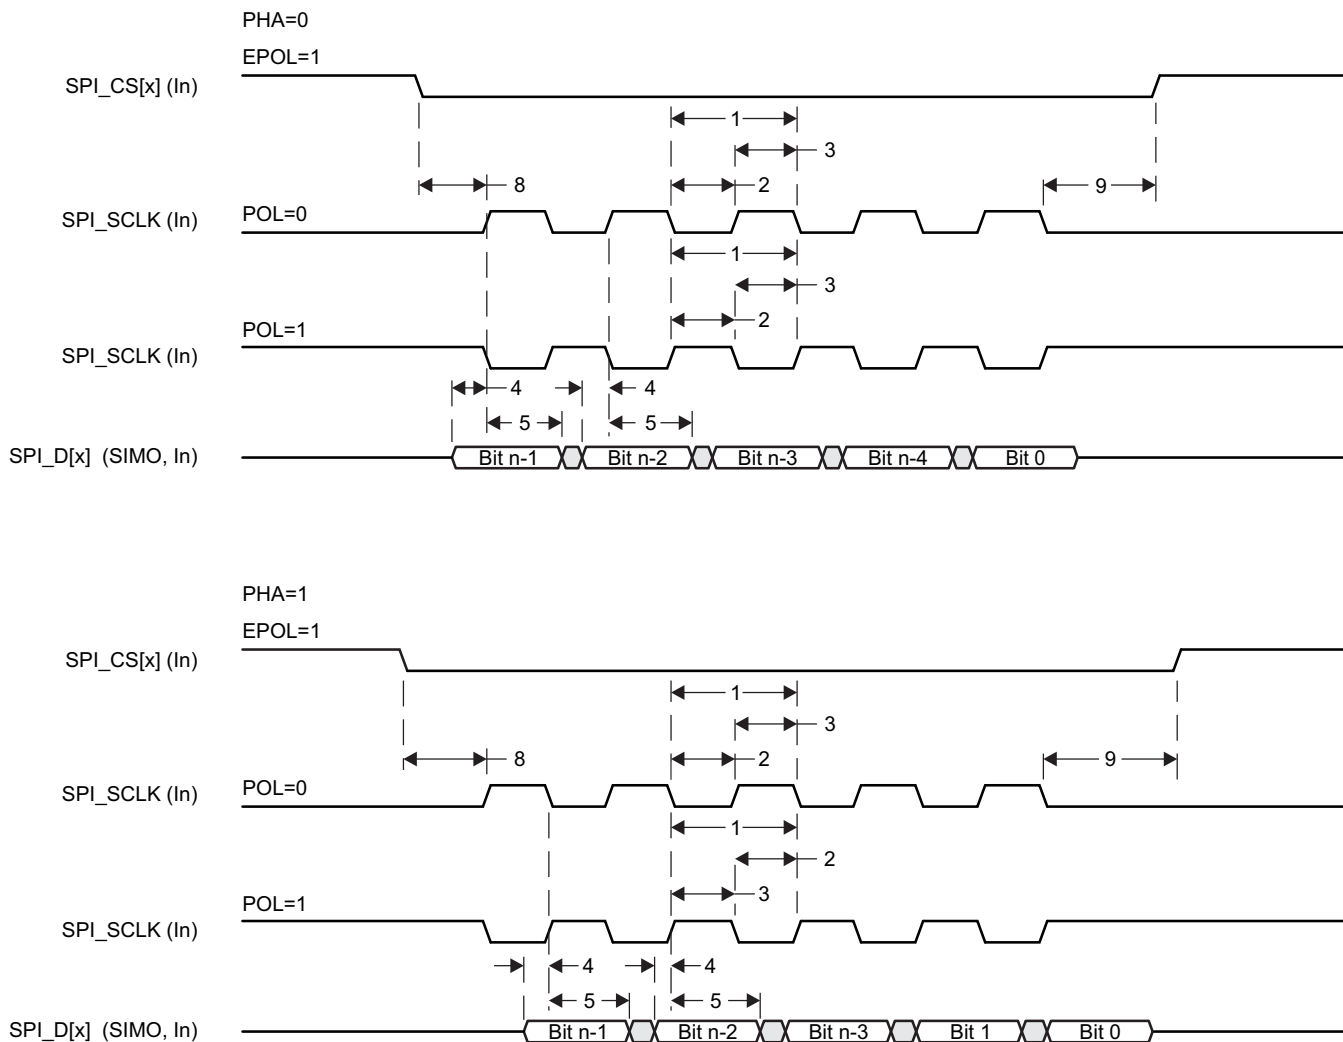 PHA=0
EPOL=1
SPI_CS[x] (In)
1
3
8
2
9
SPI_SCLK (In)
POL=0
1
3
2
POL=1
SPI_SCLK (In)
4
4
5
5
SPI_D[x] (SIMO, In)
Bit n-1
Bit n-2
Bit n-3
Bit n-4
Bit 0
PHA=1
EPOL=1
SPI_CS[x] (In)
1
3
8
2
9
SPI_SCLK (In)
POL=0
1
2
3
POL=1
SPI_SCLK (In)
4
4
5
5
SPI_D[x] (SIMO, In)
Bit n-1
Bit n-2
Bit n-3
Bit 1
Bit 0